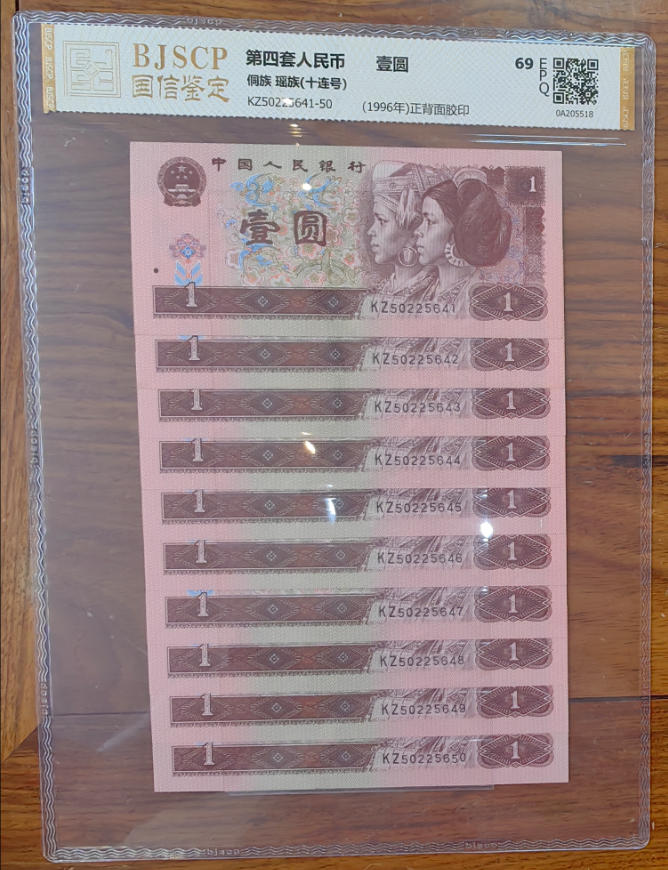 BJSCP
国信鉴定
第四套人民币 壹圆
侗族 瑶族(十连号)
KZ50225641-50 (1996年)正背面胶印
69 EPQ
0A205518
中国人民银行
1
壹圆
1 KZ50225641 1
1 KZ50225642 1
1 KZ50225643 1
1 KZ50225644 1
1 KZ50225645 1
1 KZ50225646 1
1 KZ50225647 1
1 KZ50225648 1
1 KZ50225649 1
1 KZ50225650 1